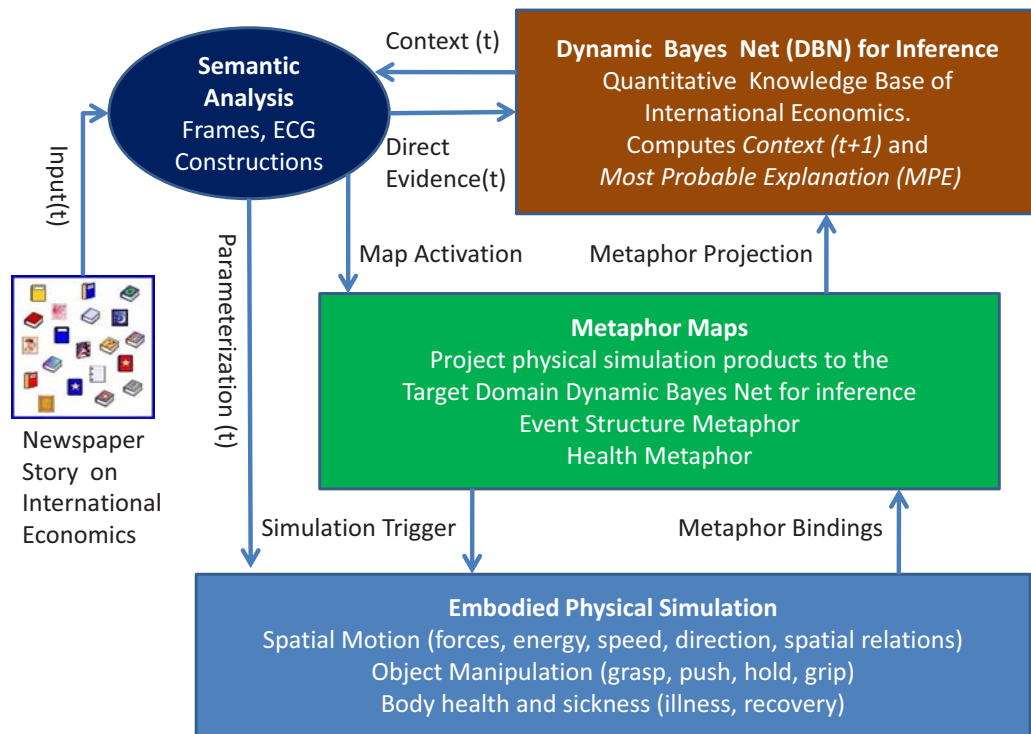 Semantic
Analysis
Frames, ECG
Constructions
Context (t)
Direct
Evidence(t)
Dynamic Bayes Net (DBN) for Inference
Quantitative Knowledge Base of
International Economics.
Computes Context (t+1) and
Most Probable Explanation (MPE)
Input(t)
Parameterization (t)
Map Activation
Metaphor Projection
Newspaper
Story on
International
Economics
Metaphor Maps
Project physical simulation products to the
Target Domain Dynamic Bayes Net for inference
Event Structure Metaphor
Health Metaphor
Simulation Trigger
Metaphor Bindings
Embodied Physical Simulation
Spatial Motion (forces, energy, speed, direction, spatial relations)
Object Manipulation (grasp, push, hold, grip)
Body health and sickness (illness, recovery)